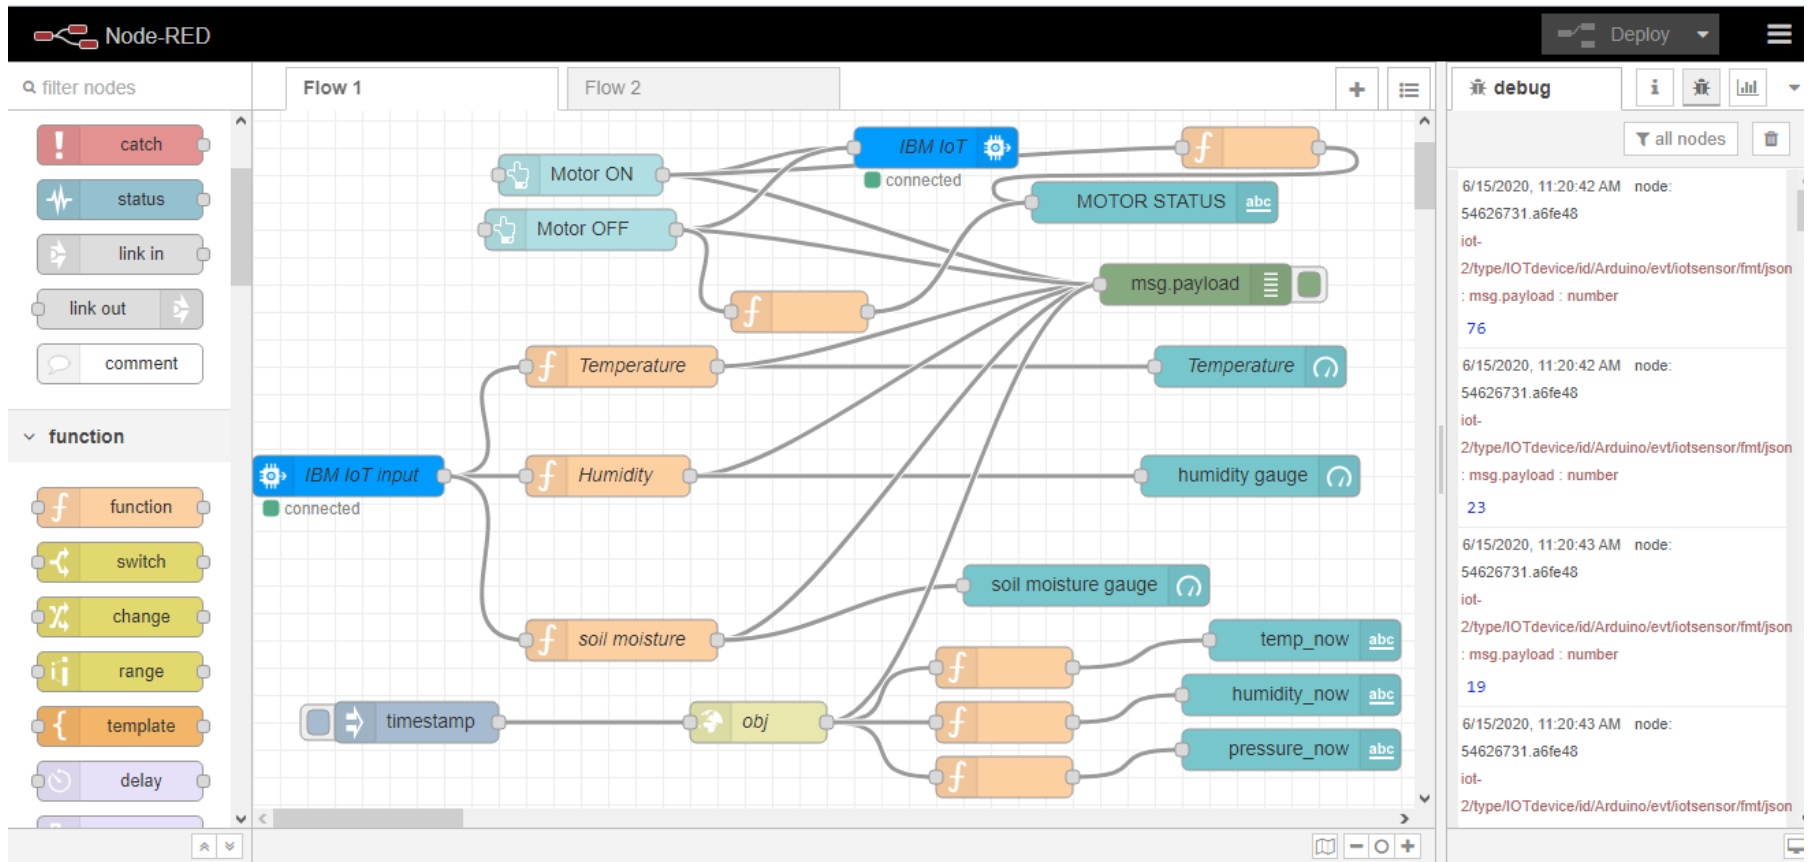 Node-RED
Deploy
filter nodes
catch
status
link in
link out
comment
function
function
switch
change
range
template
delay
Flow 1
Flow 2
Motor ON
Motor OFF
IBM IoT
connected
MOTOR STATUS
abc
msg.payload
Temperature
Temperature
IBM IoT input
connected
Humidity
humidity gauge
soil moisture gauge
soil moisture
temp_now
abc
timestamp
obj
humidity_now
abc
pressure_now
abc
debug
i
all nodes
6/15/2020, 11:20:42 AM node:
54626731.a6fe48
iot-
2/type/IOTdevice/id/Arduino/evt/iotsensor/fmt/json
: msg.payload : number
76
6/15/2020, 11:20:42 AM node:
54626731.a6fe48
iot-
2/type/IOTdevice/id/Arduino/evt/iotsensor/fmt/json
: msg.payload : number
23
6/15/2020, 11:20:43 AM node:
54626731.a6fe48
iot-
2/type/IOTdevice/id/Arduino/evt/iotsensor/fmt/json
: msg.payload : number
19
6/15/2020, 11:20:43 AM node:
54626731.a6fe48
iot-
2/type/IOTdevice/id/Arduino/evt/iotsensor/fmt/json